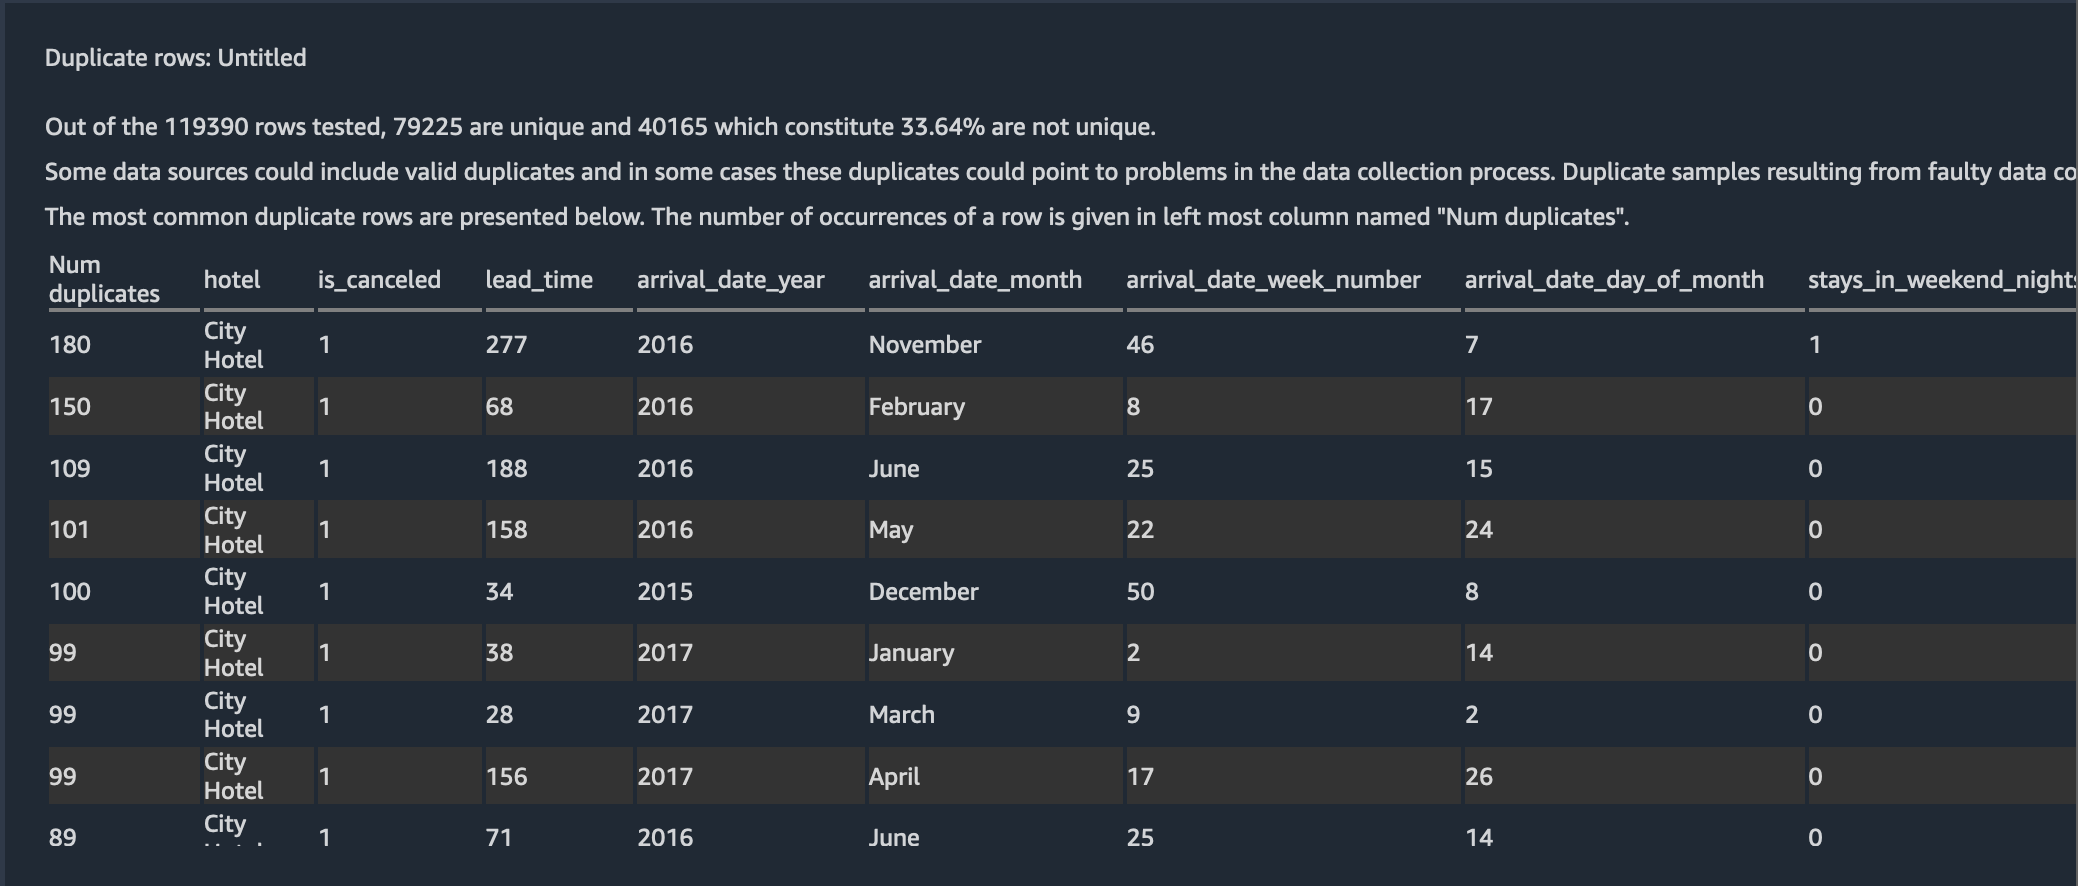 Duplicate rows: Untitled
Out of the 119390 rows tested, 79225 are unique and 40165 which constitute 33.64% are not unique.
Some data sources could include valid duplicates and in some cases these duplicates could point to problems in the data collection process. Duplicate samples resulting from faulty data co
The most common duplicate rows are presented below. The number of occurrences of a row is given in left most column named "Num duplicates".
Num duplicates hotel is_canceled lead_time arrival_date_year arrival_date_month arrival_date_week_number arrival_date_day_of_month stays_in_weekend_nights
180 City Hotel 1 277 2016 November 46 7 1
150 City Hotel 1 68 2016 February 8 17 0
109 City Hotel 1 188 2016 June 25 15 0
101 City Hotel 1 158 2016 May 22 24 0
100 City Hotel 1 34 2015 December 50 8 0
99 City Hotel 1 38 2017 January 2 14 0
99 City Hotel 1 28 2017 March 9 2 0
99 City Hotel 1 156 2017 April 17 26 0
89 City 1 71 2016 June 25 14 0